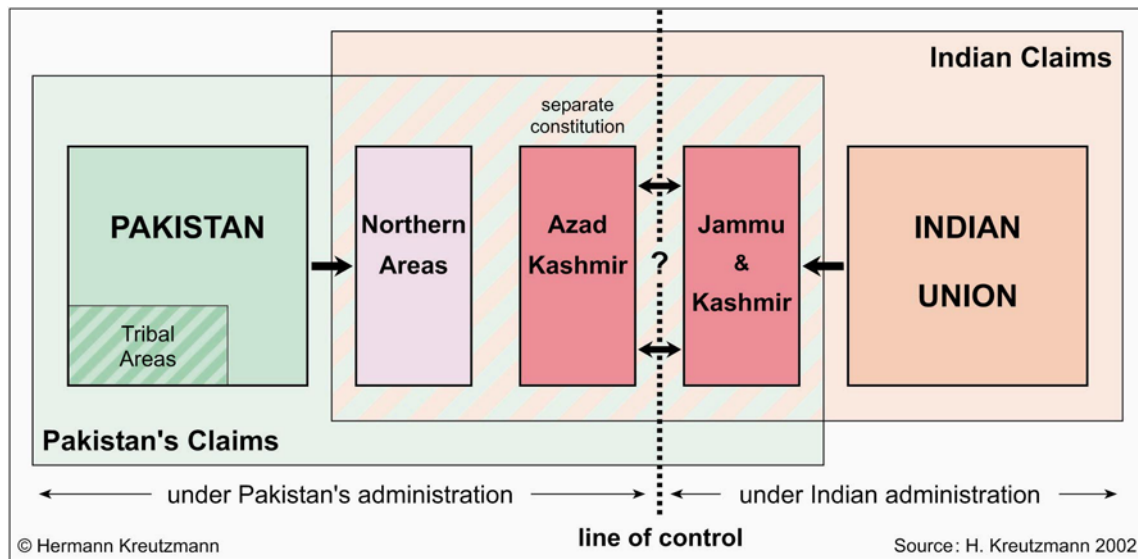 Indian Claims
separate
constitution
PAKISTAN
Northern
Areas
Azad
Kashmir
?
Jammu
&
Kashmir
INDIAN
UNION
Tribal
Areas
Pakistan's Claims
under Pakistan's administration
under Indian administration
line of control
© Hermann Kreutzmann
Source: H. Kreutzmann 2002